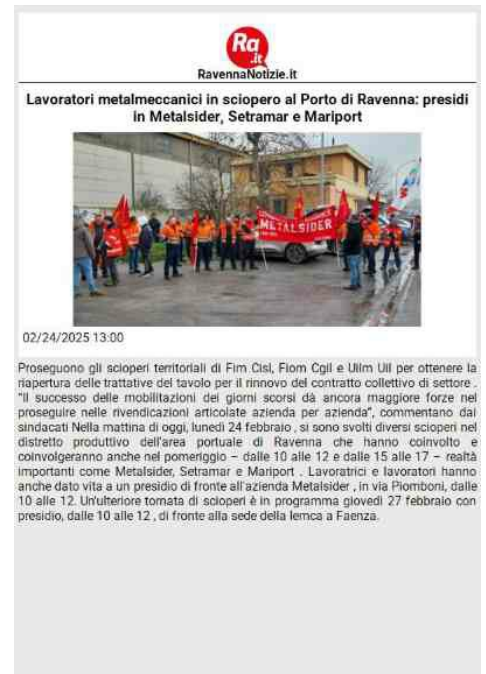 Ra
.it
RavennaNotizie.it
Lavoratori metalmeccanici in sciopero al Porto di Ravenna: presidi
in Metalsider, Setramar e Mariport
METALSIDER
02/24/2025 13:00
Proseguono gli scioperi territoriali di Fim Cisl, Fiom Cgil e Uilm Uil per ottenere la
riapertura delle trattative del tavolo per il rinnovo del contratto collettivo di settore .
"Il successo delle mobilitazioni dei giorni scorsi dà ancora maggiore forze nel
proseguire nelle rivendicazioni articolate azienda per azienda", commentano dai
sindacati Nella mattina di oggi, lunedì 24 febbraio , si sono svolti diversi scioperi nel
distretto produttivo dell'area portuale di Ravenna che hanno coinvolto e
coinvolgeranno anche nel pomeriggio – dalle 10 alle 12 e dalle 15 alle 17 – realtà
importanti come Metalsider, Setramar e Mariport . Lavoratrici e lavoratori hanno
anche dato vita a un presidio di fronte all'azienda Metalsider , in via Piomboni, dalle
10 alle 12. Un'ulteriore tornata di scioperi è in programma giovedì 27 febbraio con
presidio, dalle 10 alle 12 , di fronte alla sede della Iemca a Faenza.